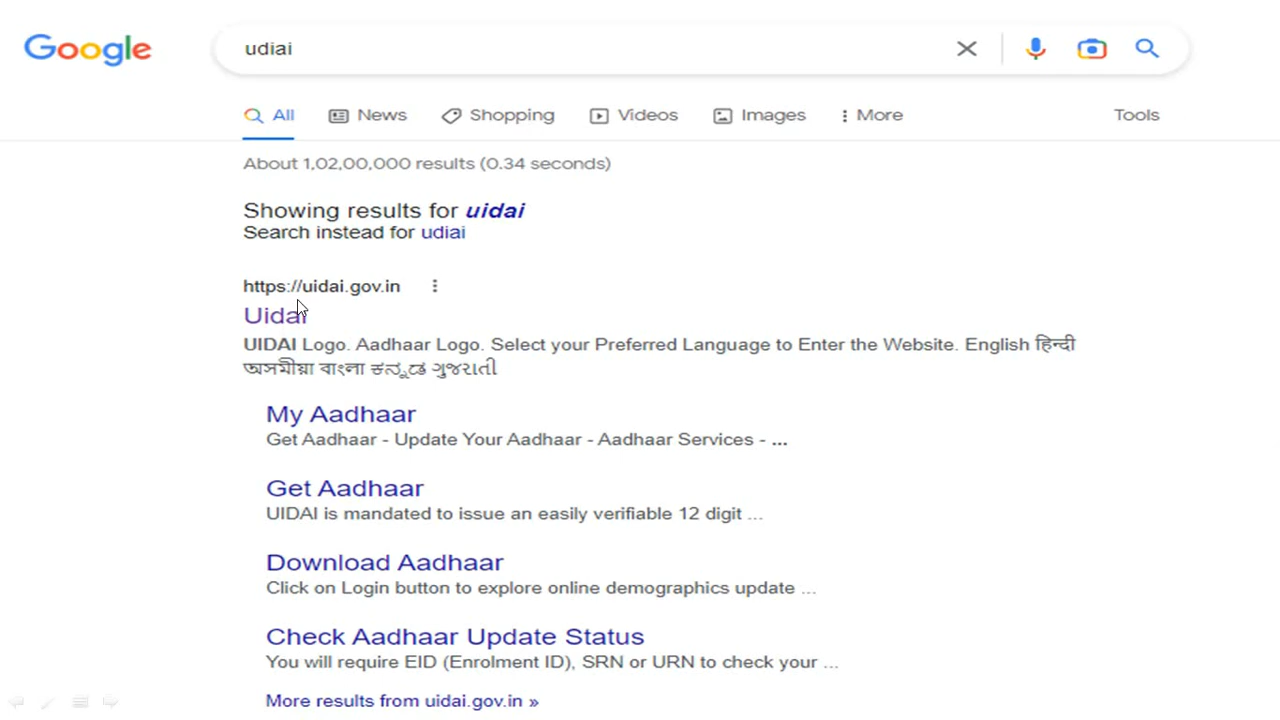 Google
udiai
All News Shopping Videos Images More Tools
About 1,02,00,000 results (0.34 seconds)
Showing results for uidai
Search instead for udiai
https://uidai.gov.in
Uidai
UIDAI Logo. Aadhaar Logo. Select your Preferred Language to Enter the Website. English हिन्दी
অসমীয়া বাংলা ಕನ್ನಡ ગુજરાતી
My Aadhaar
Get Aadhaar - Update Your Aadhaar - Aadhaar Services - ...
Get Aadhaar
UIDAI is mandated to issue an easily verifiable 12 digit ...
Download Aadhaar
Click on Login button to explore online demographics update ...
Check Aadhaar Update Status
You will require EID (Enrolment ID), SRN or URN to check your ...
More results from uidai.gov.in »